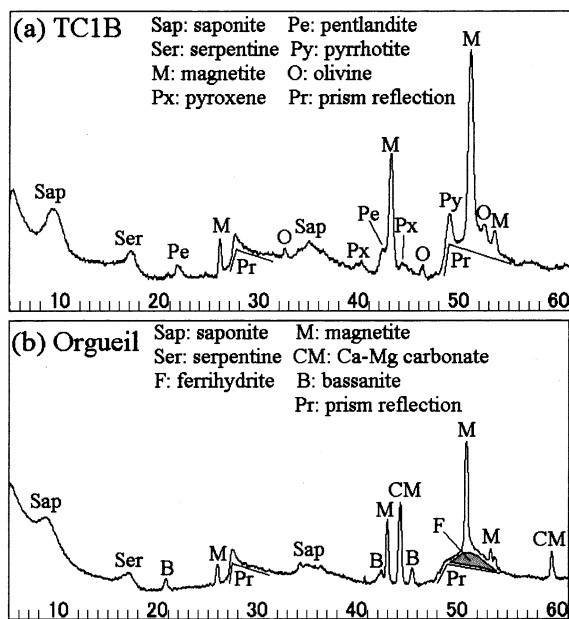 (a) TC1B
Sap: saponite Pe: pentlandite
Ser: serpentine Py: pyrrhotite
M: magnetite O: olivine
Px: pyroxene Pr: prism reflection
M
M
Sap
Ser
Pe
M
Pr
O
Sap
Px
Pe
Px
O
Py
Pr
O
M
10 20 30 40 50 60
(b) Orgueil
Sap: saponite M: magnetite
Ser: serpentine CM: Ca-Mg carbonate
F: ferrihydrite B: bassanite
Pr: prism reflection
M
CM
M
Sap
Ser
B
M
Pr
Sap
B
B
F
Pr
M
CM
10 20 30 40 50 60